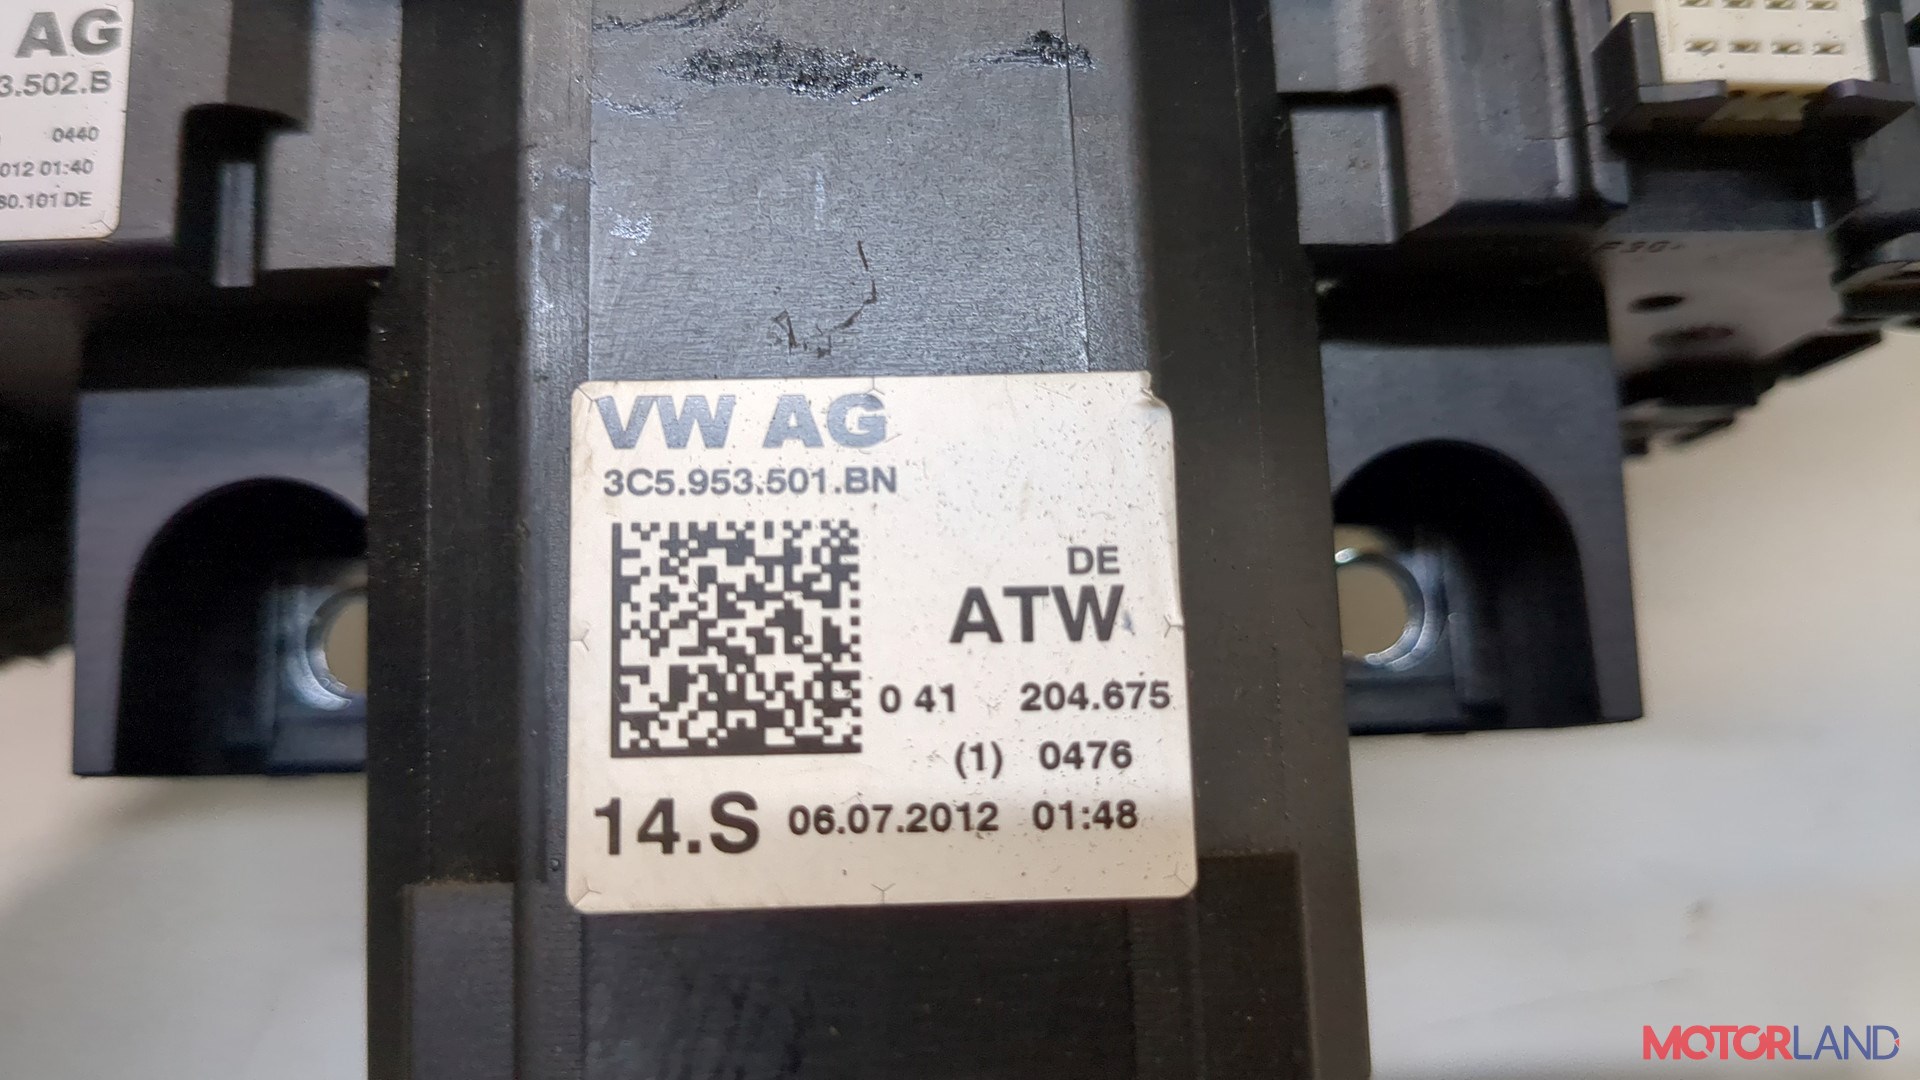 AG
3.502.B
0440
012 01:40
80.101 DE
VW AG
3C5.953.501.BN
DE
ATW
0 41 204.675
(1) 0476
14.S 06.07.2012 01:48
MOTORLAND